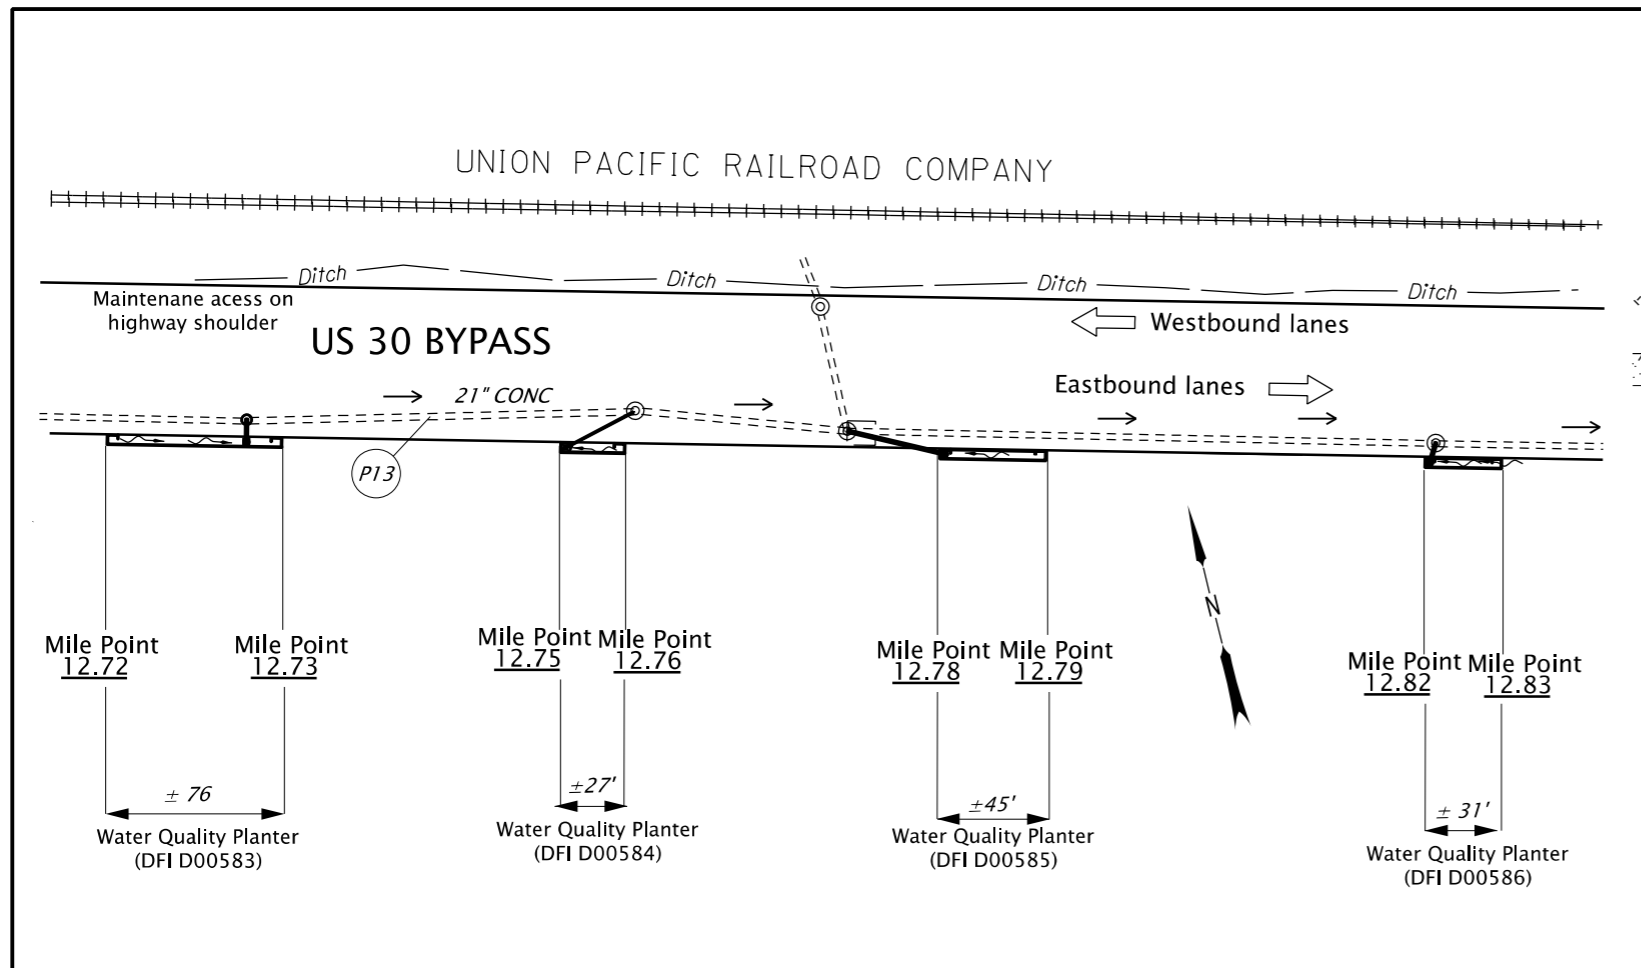 UNION PACIFIC RAILROAD COMPANY
Ditch
Ditch
Ditch
Ditch
Maintenane acess on
highway shoulder
US 30 BYPASS
Westbound lanes
Eastbound lanes
21" CONC
P13
N
Mile Point
12.72
Mile Point
12.73
Mile Point
12.75
Mile Point
12.76
Mile Point
12.78
Mile Point
12.79
Mile Point
12.82
Mile Point
12.83
± 76
±27'
±45'
± 31'
Water Quality Planter
(DFI D00583)
Water Quality Planter
(DFI D00584)
Water Quality Planter
(DFI D00585)
Water Quality Planter
(DFI D00586)